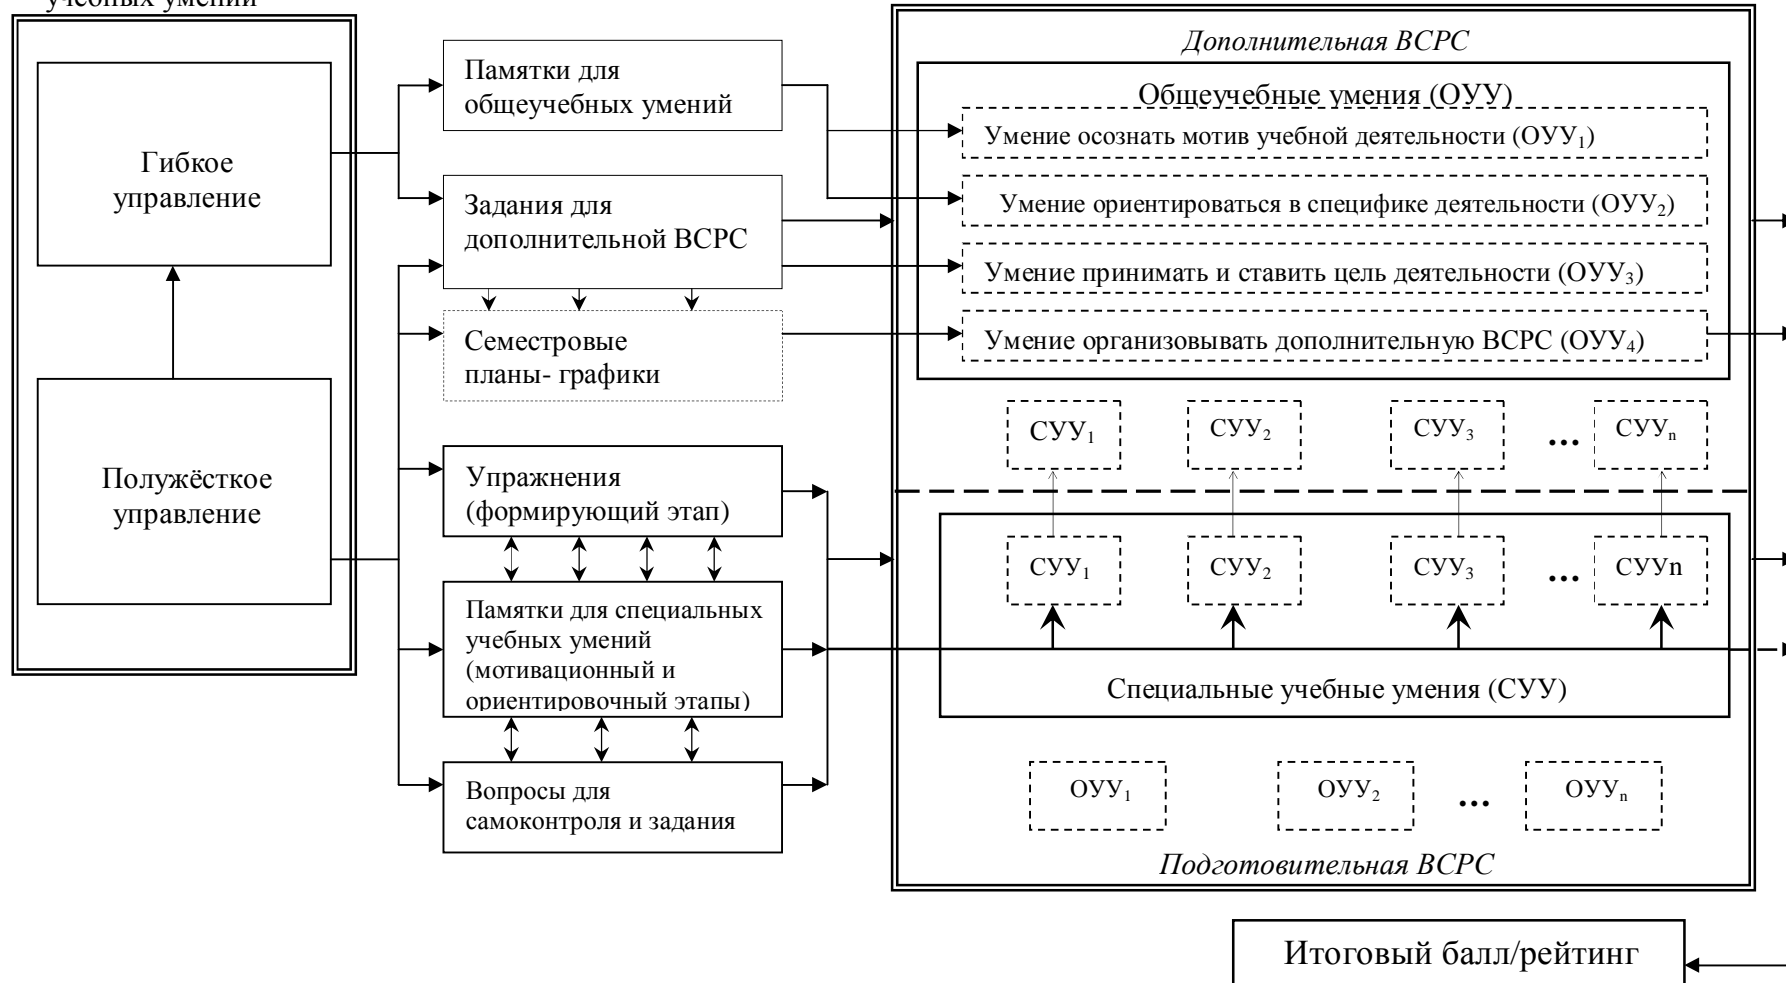 учебных умений
Гибкое
управление
Полужёсткое
управление
Памятки для
общеучебных умений
Задания для
дополнительной ВСРС
Семестровые
планы- графики
Упражнения
(формирующий этап)
Памятки для специальных
учебных умений
(мотивационный и
ориентировочный этапы)
Вопросы для
самоконтроля и задания
Дополнительная ВСРС
Общеучебные умения (ОУУ)
Умение осознать мотив учебной деятельности (ОУУ₁)
Умение ориентироваться в специфике деятельности (ОУУ₂)
Умение принимать и ставить цель деятельности (ОУУ₃)
Умение организовывать дополнительную ВСРС (ОУУ₄)
СУУ₁ СУУ₂ СУУ₃ ... СУУₙ
СУУ₁ СУУ₂ СУУ₃ ... СУУn
Специальные учебные умения (СУУ)
ОУУ₁ ОУУ₂ ... ОУУₙ
Подготовительная ВСРС
Итоговый балл/рейтинг